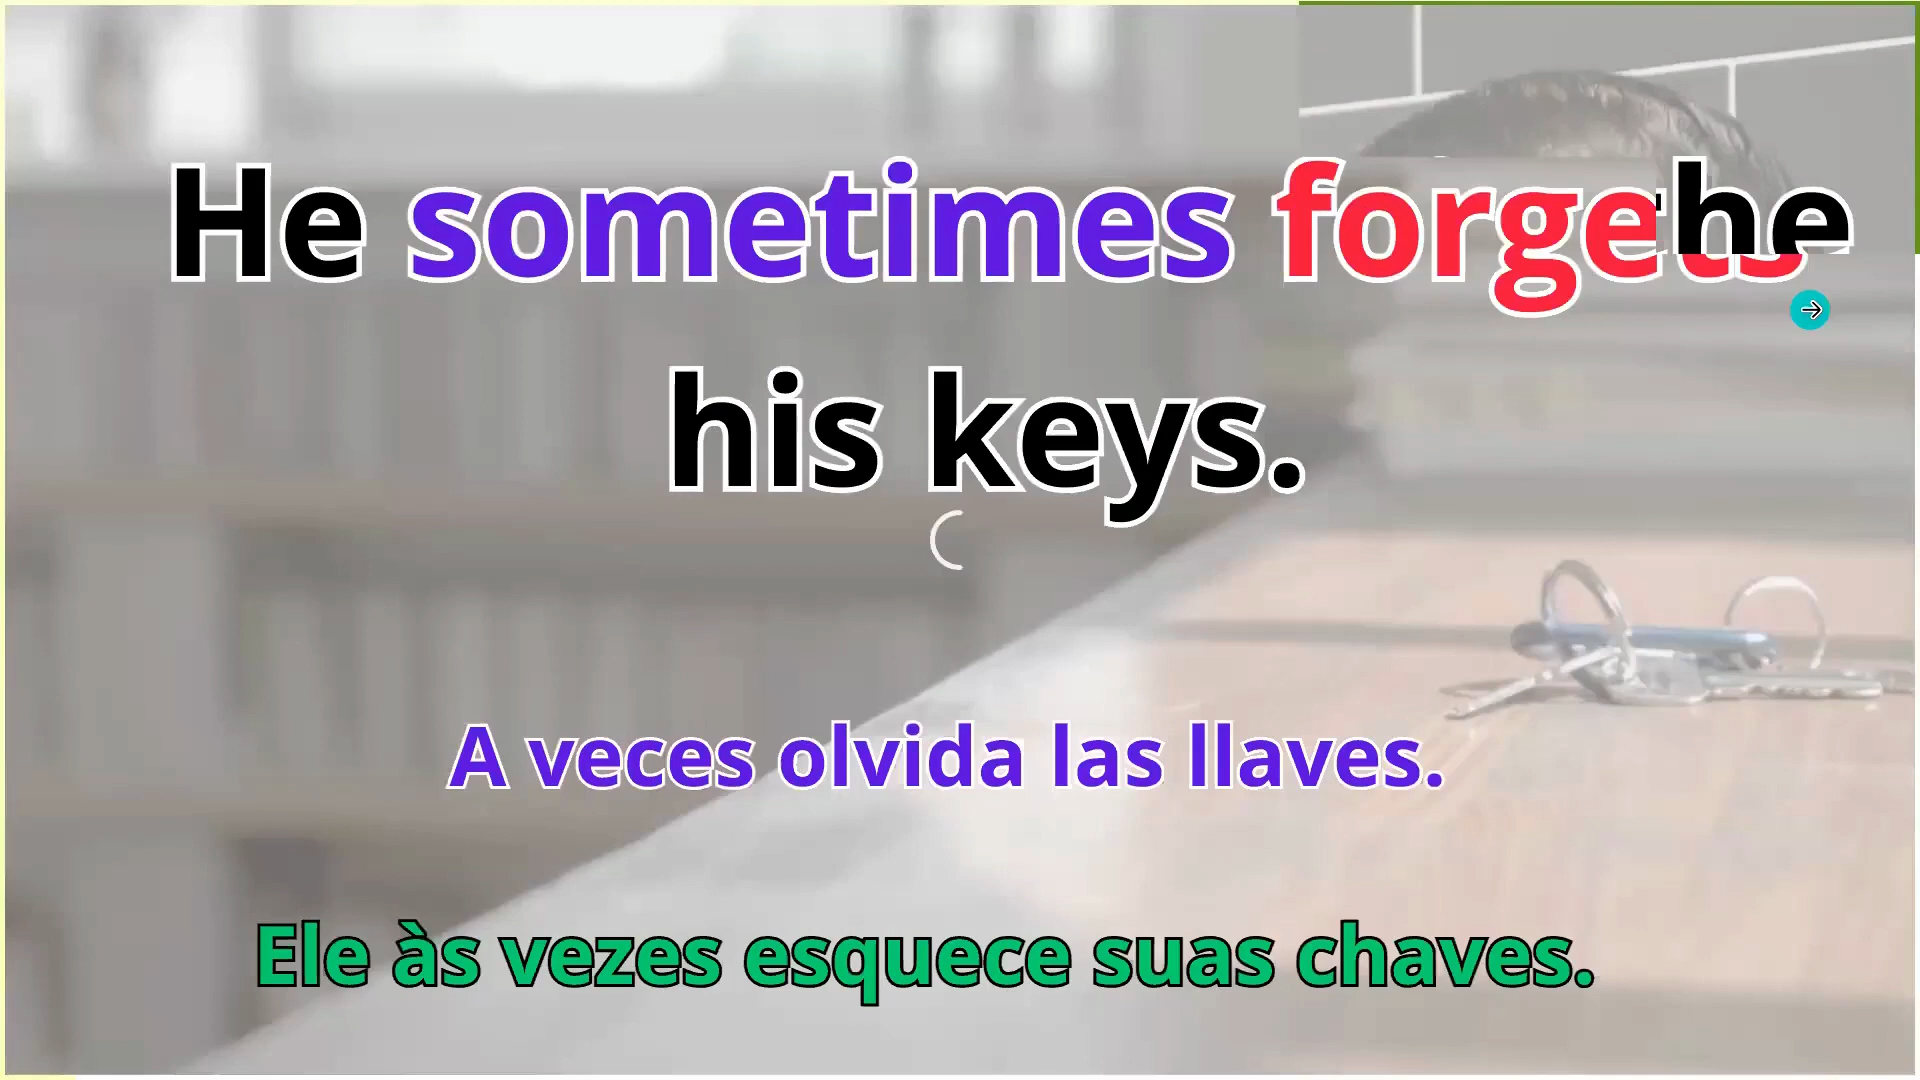 He sometimes forgets he
his keys.
A veces olvida las llaves.
Ele às vezes esquece suas chaves.